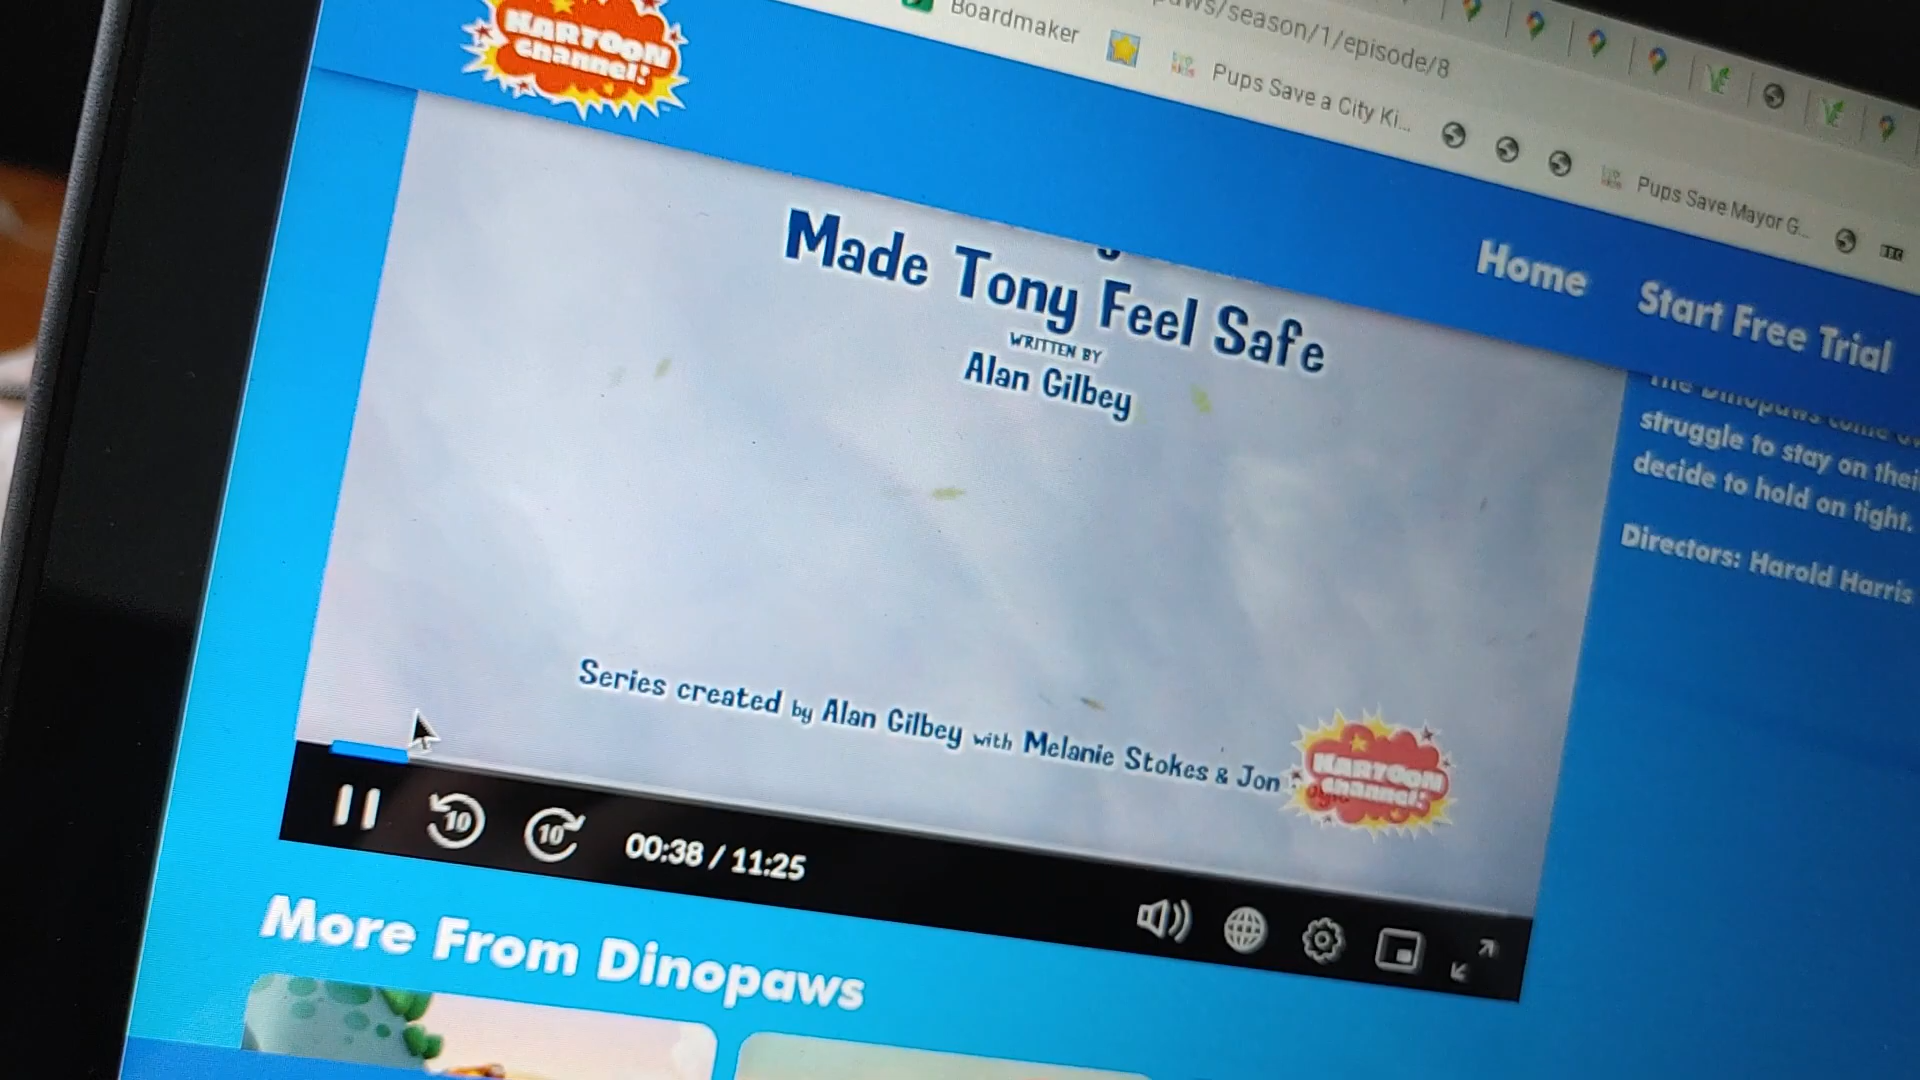 KARTOON
channel!
Boardmaker
/season/1/episode/8
Pups Save a City Ki...
Pups Save Mayor G...
Home
Start Free Trial
Made Tony Feel Safe
WRITTEN BY
Alan Gilbey
Series created by Alan Gilbey with Melanie Stokes & Jon
KARTOON
channel!
The Dinopaws come
struggle to stay on thei
decide to hold on tight.
Directors: Harold Harris
10
10
00:38 / 11:25
More From Dinopaws